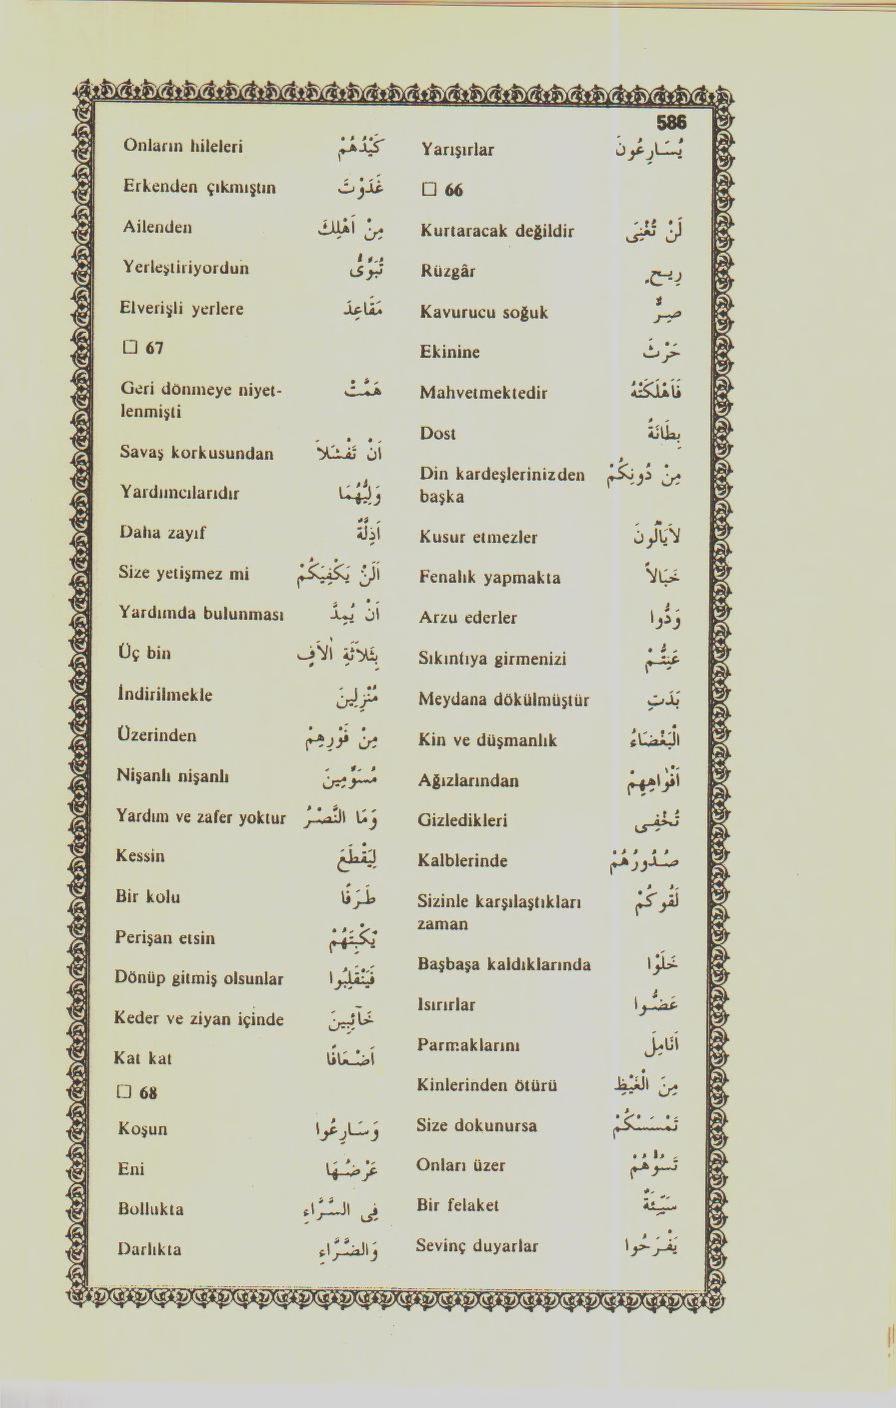 586
Yarışırlar يُسَارِعُونَ
☐ 66
Kurtaracak değildir لَنْ تُغْنِىَ
Rüzgâr رِيحٍ
Kavurucu soğuk صِرٌّ
Ekinine حَرْثَ
Mahvetmektedir فَاَهْلَكَتْهُ
Dost بِطَانَةً
Din kardeşlerinizden مِنْ دُونِكُمْ
başka
Kusur etmezler لاَيَاْلُونَ
Fenalık yapmakta خَبَالاً
Arzu ederler وَدُّوا
Sıkıntıya girmenizi عَنِتُّمْ
Meydana dökülmüştür بَدَتِ
Kin ve düşmanlık الْبَغْضَاءُ
Ağızlarından اَفْوَاهِهِمْ
Gizledikleri تُخْفِى
Kalblerinde صُدُورُهُمْ
Sizinle karşılaştıkları لَقُوكُمْ
zaman
Başbaşa kaldıklarında خَلَوْا
Isırırlar عَضُّوا
Parmaklarını اَنَامِلَ
Kinlerinden ötürü مِنَ الْغَيْظِ
Size dokunursa تَمْسَسْكُمْ
Onları üzer تَسُؤْهُمْ
Bir felaket سَيِّئَةٌ
Sevinç duyarlar يَفْرَحُوا
Onların hileleri كَيْدُهُمْ
Erkenden çıkmıştın غَدَوْتَ
Ailenden مِنْ اَهْلِكَ
Yerleştiriyordun تُبَوِّئُ
Elverişli yerlere مَقَاعِدَ
☐ 67
Geri dönmeye niyet- هَمَّتْ
lenmişti
Savaş korkusundan اَنْ تَفْشَلاَ
Yardımcılarıdır وَلِيُّهُمَا
Daha zayıf اَذِلَّةٌ
Size yetişmez mi اَلَنْ يَكْفِيَكُمْ
Yardımda bulunması اَنْ يُمِدَّ
Üç bin بِثَلاَثَةِ اٰلاَفٍ
İndirilmekle مُنْزِلِينَ
Üzerinden مِنْ فَوْرِهِمْ
Nişanlı nişanlı مُسَوِّمِينَ
Yardım ve zafer yoktur وَمَا النَّصْرُ
Kessin لِيَقْطَعَ
Bir kolu طَرَفًا
Perişan etsin يَكْبِتَهُمْ
Dönüp gitmiş olsunlar فَيَنْقَلِبُوا
Keder ve ziyan içinde خَائِبِينَ
Kat kat اَضْعَافًا
☐ 68
Koşun وَسَارِعُوا
Eni عَرْضُهَا
Bollukta فِى السَّرَّاءِ
Darlıkta وَالضَّرَّاءِ